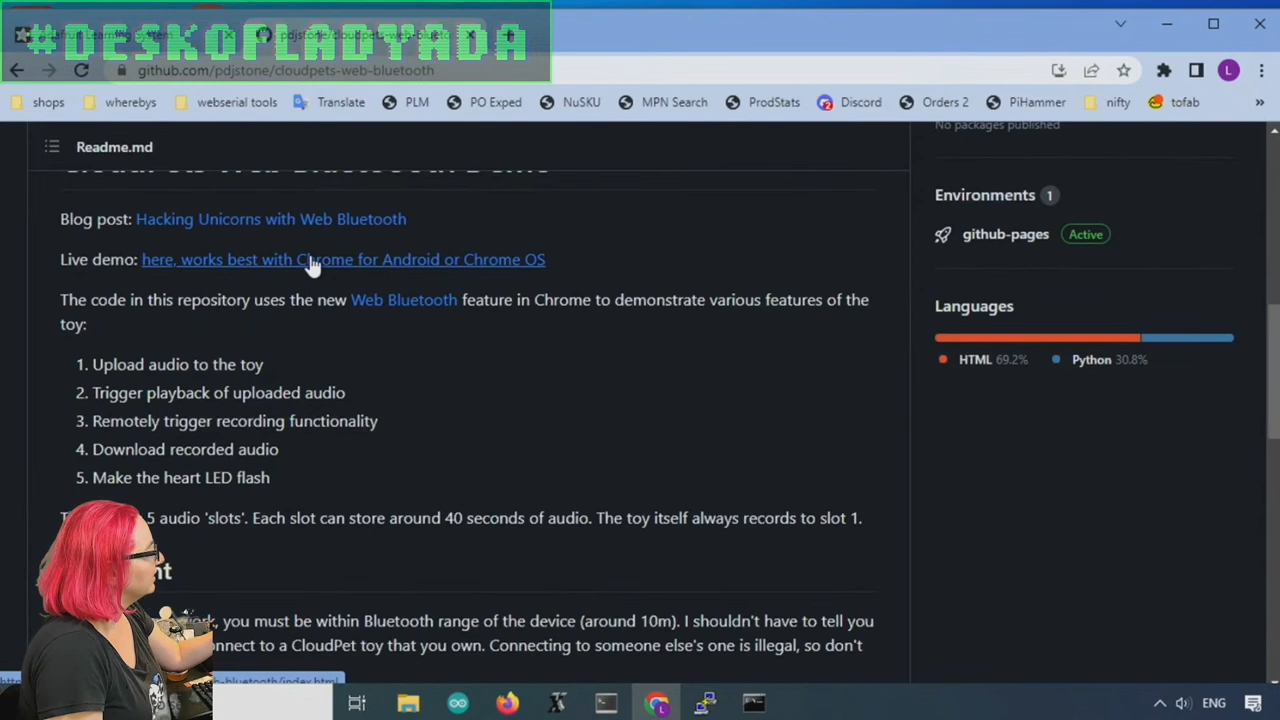 #DESKOFLADYADA
pdjstone/cloudpets-web-bluetooth
github.com/pdjstone/cloudpets-web-bluetooth
shops
wherebys
webserial tools
Translate
PLM
PO Exped
NuSKU
MPN Search
ProdStats
Discord
Orders 2
PiHammer
nifty
tofab
»
No packages published
Readme.md
Blog post: Hacking Unicorns with Web Bluetooth
Live demo: here, works best with Chrome for Android or Chrome OS
The code in this repository uses the new Web Bluetooth feature in Chrome to demonstrate various features of the
toy:
1. Upload audio to the toy
2. Trigger playback of uploaded audio
3. Remotely trigger recording functionality
4. Download recorded audio
5. Make the heart LED flash
5 audio 'slots'. Each slot can store around 40 seconds of audio. The toy itself always records to slot 1.
you must be within Bluetooth range of the device (around 10m). I shouldn't have to tell you
connect to a CloudPet toy that you own. Connecting to someone else's one is illegal, so don't
Environments 1
github-pages Active
Languages
HTML 69.2% Python 30.8%
L
ENG